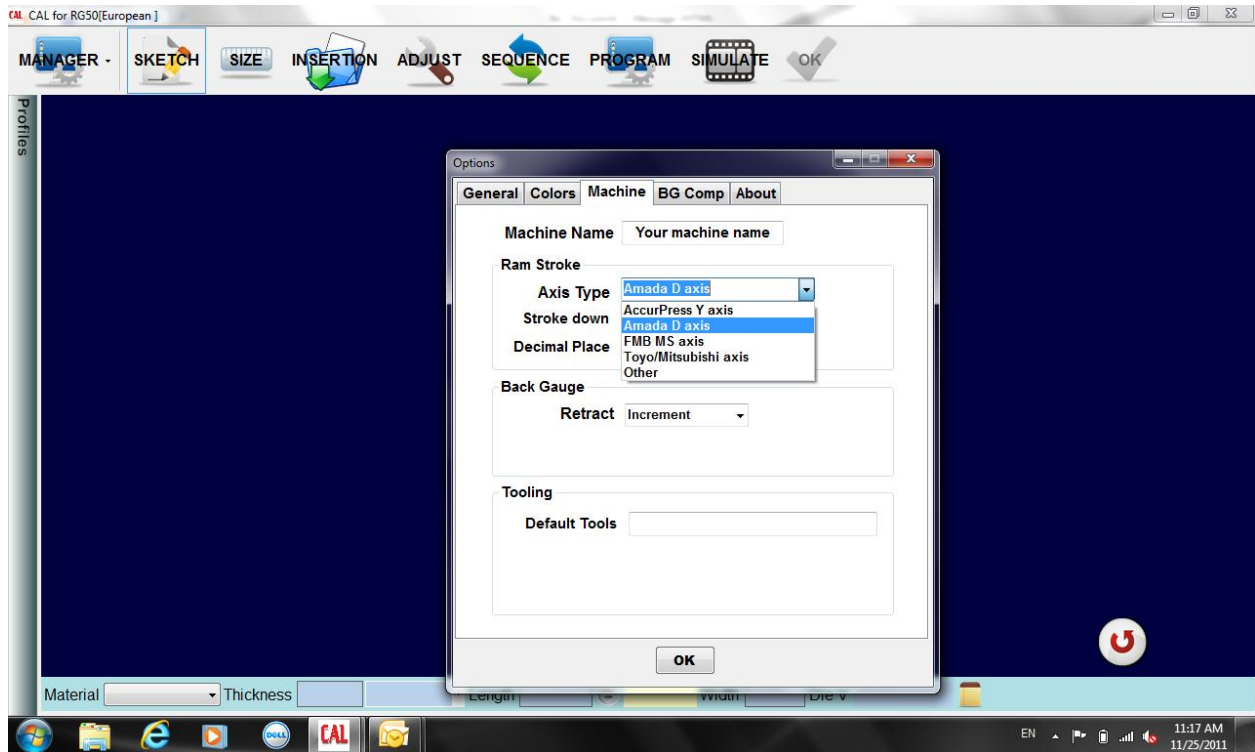 CAL CAL for RG50[European ]
MANAGER SKETCH SIZE INSERTION ADJUST SEQUENCE PROGRAM SIMULATE OK
Profiles
Options
General Colors Machine BG Comp About
Machine Name Your machine name
Ram Stroke
Axis Type Amada D axis
AccurPress Y axis
Stroke down Amada D axis
Decimal Place FMB MS axis
Toyo/Mitsubishi axis
Other
Back Gauge
Retract Increment
Tooling
Default Tools
OK
Material Thickness Length Width Die V
DELL CAL EN 11:17 AM
11/25/2011